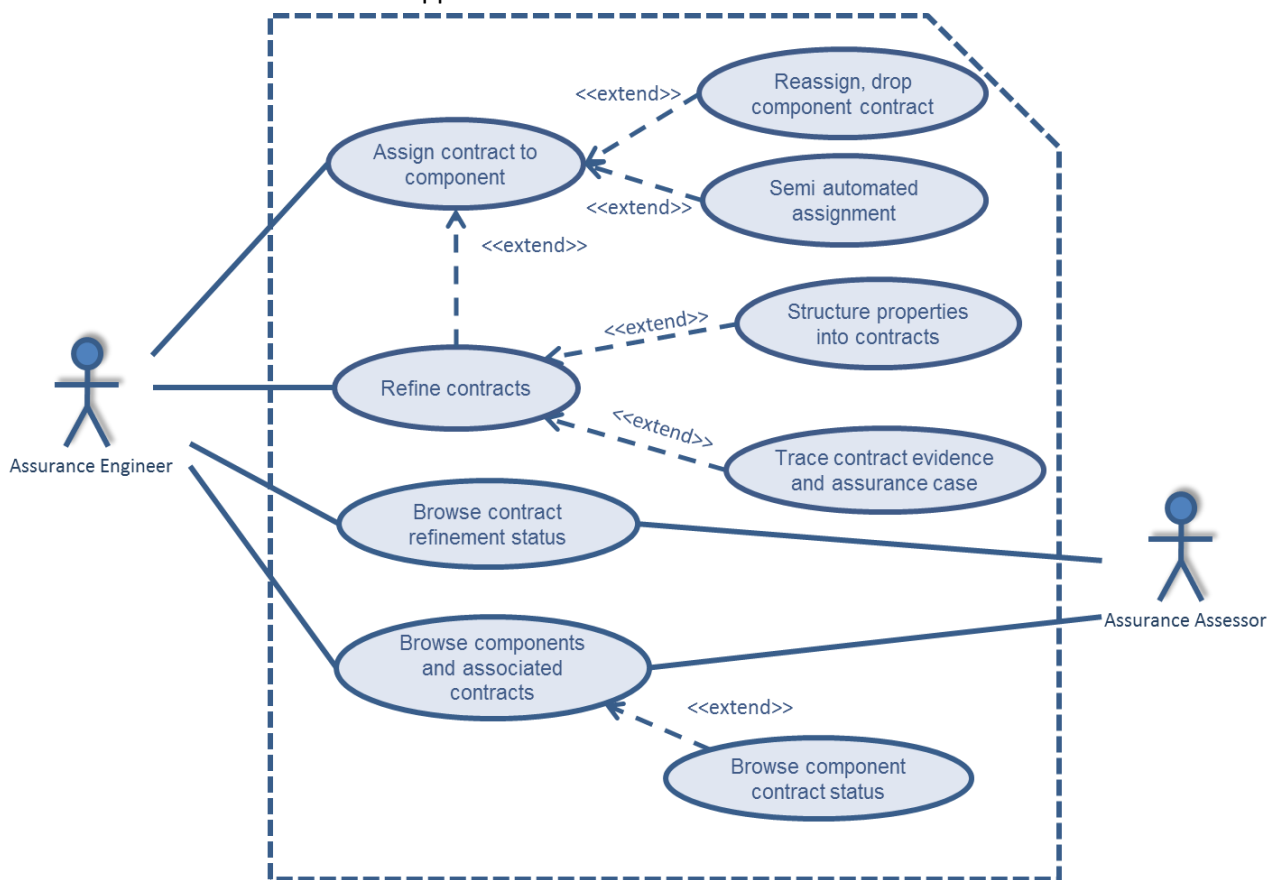 Reassign, drop
component contract
<<extend>>
Assign contract to
component
Semi automated
assignment
<<extend>>
<<extend>>
Structure properties
into contracts
<<extend>>
Refine contracts
<<extend>>
Trace contract evidence
and assurance case
Assurance Engineer
Browse contract
refinement status
Assurance Assessor
Browse components
and associated
contracts
<<extend>>
Browse component
contract status